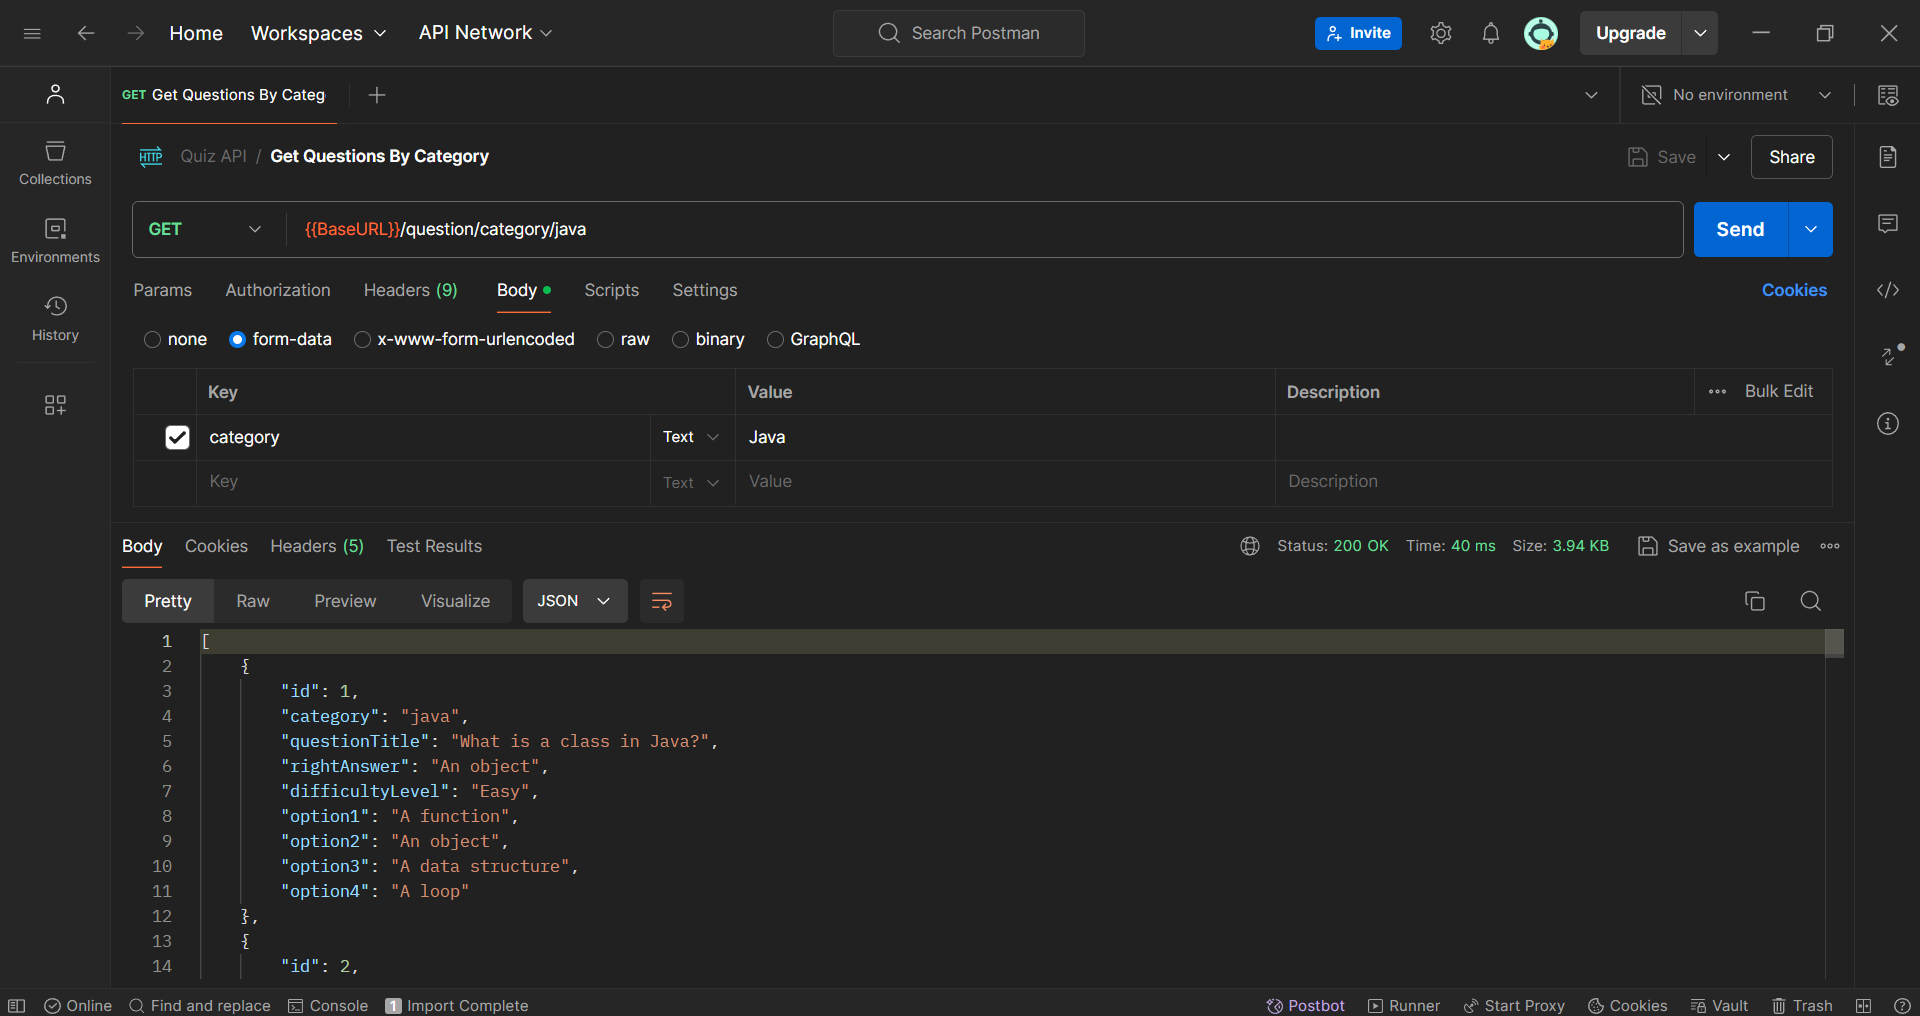 Home Workspaces API Network Search Postman Invite Upgrade
GET Get Questions By Categ No environment
HTTP Quiz API / Get Questions By Category Save Share
Collections
GET {{BaseURL}}/question/category/java Send
Environments
Params Authorization Headers (9) Body Scripts Settings Cookies
History
none form-data x-www-form-urlencoded raw binary GraphQL
Key Value Description Bulk Edit
category Text Java
Key Text Value Description
Body Cookies Headers (5) Test Results Status: 200 OK Time: 40 ms Size: 3.94 KB Save as example
Pretty Raw Preview Visualize JSON
1 [
2 {
3 "id": 1,
4 "category": "java",
5 "questionTitle": "What is a class in Java?",
6 "rightAnswer": "An object",
7 "difficultyLevel": "Easy",
8 "option1": "A function",
9 "option2": "An object",
10 "option3": "A data structure",
11 "option4": "A loop"
12 },
13 {
14 "id": 2,
Online Find and replace Console 1 Import Complete Postbot Runner Start Proxy Cookies Vault Trash